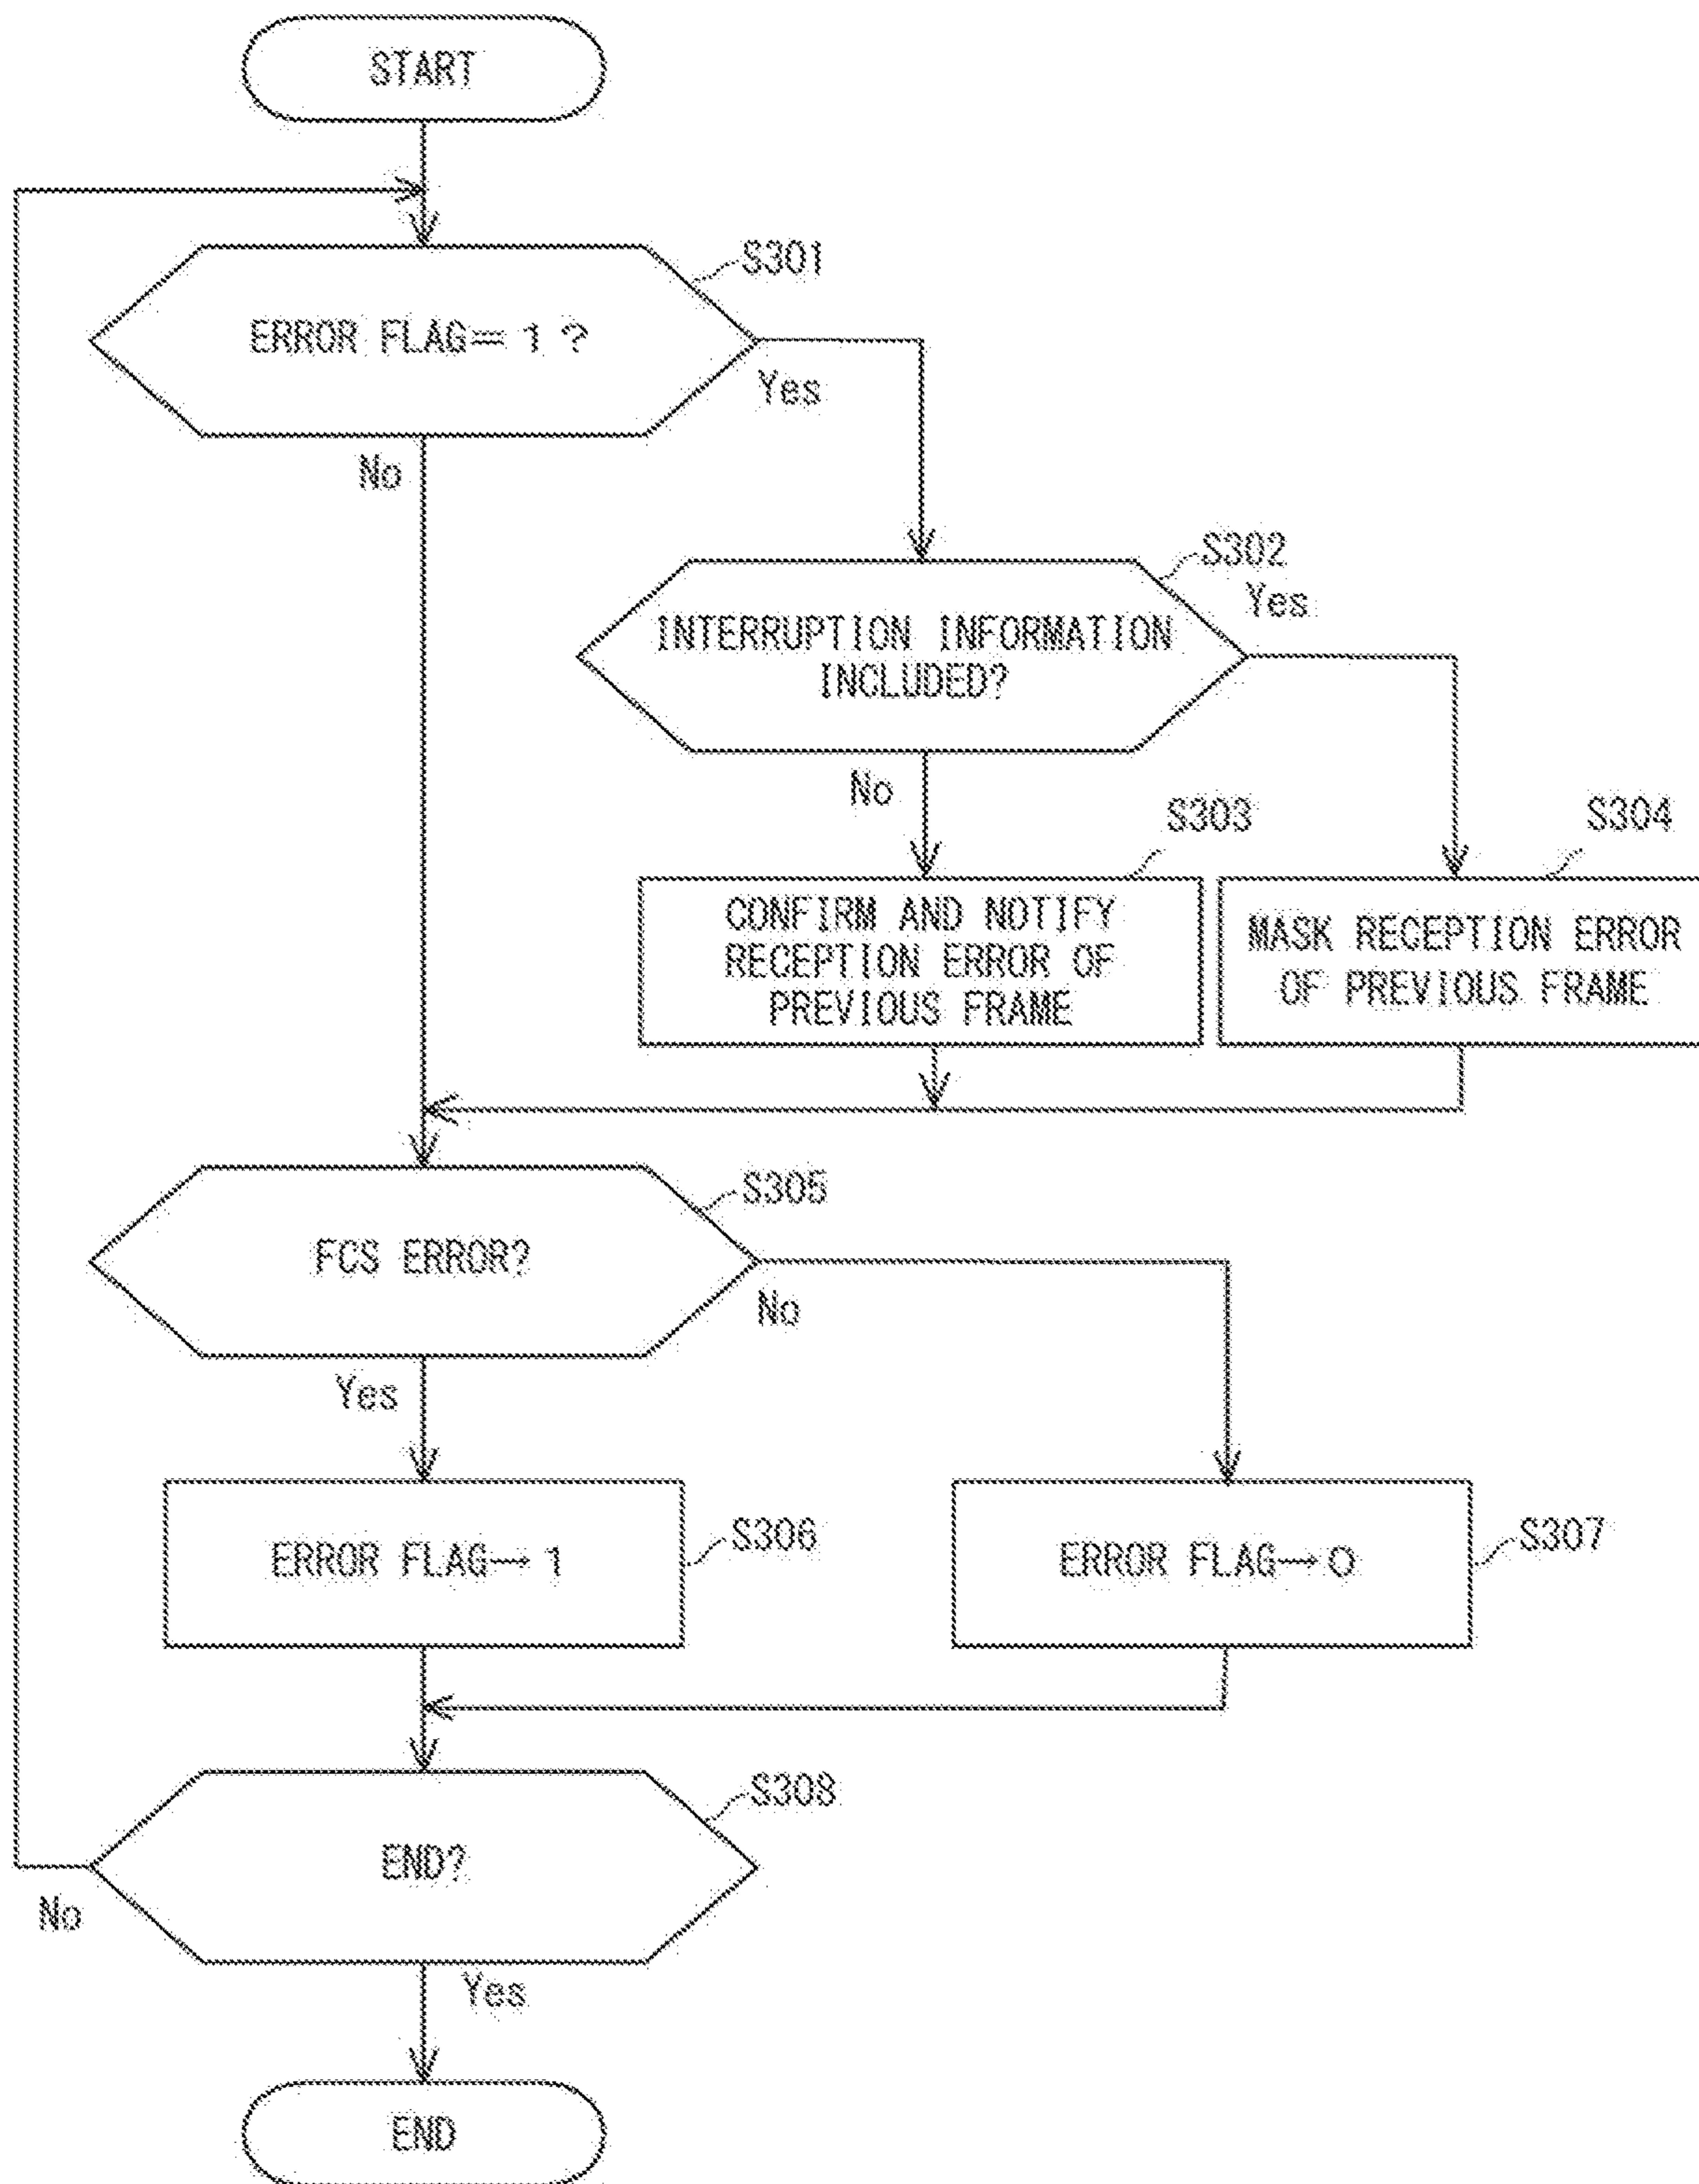 START
S301
ERROR FLAG=1?
Yes
No
S302
Yes
INTERRUPTION INFORMATION
INCLUDED?
No
S303
S304
CONFIRM AND NOTIFY
RECEPTION ERROR OF
PREVIOUS FRAME
MASK RECEPTION ERROR
OF PREVIOUS FRAME
S305
FCS ERROR?
No
Yes
S306
ERROR FLAG→1
S307
ERROR FLAG→0
S308
END?
No
Yes
END